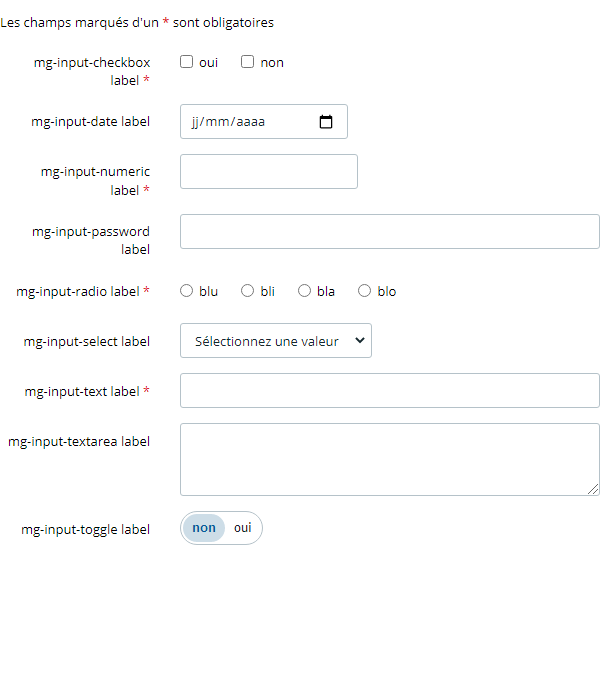 Les champs marqués d'un * sont obligatoires
mg-input-checkbox
label *
oui non
mg-input-date label
jj/mm/aaaa
mg-input-numeric
label *
mg-input-password
label
mg-input-radio label *
blu bli bla blo
mg-input-select label
Sélectionnez une valeur
mg-input-text label *
mg-input-textarea label
mg-input-toggle label
non oui